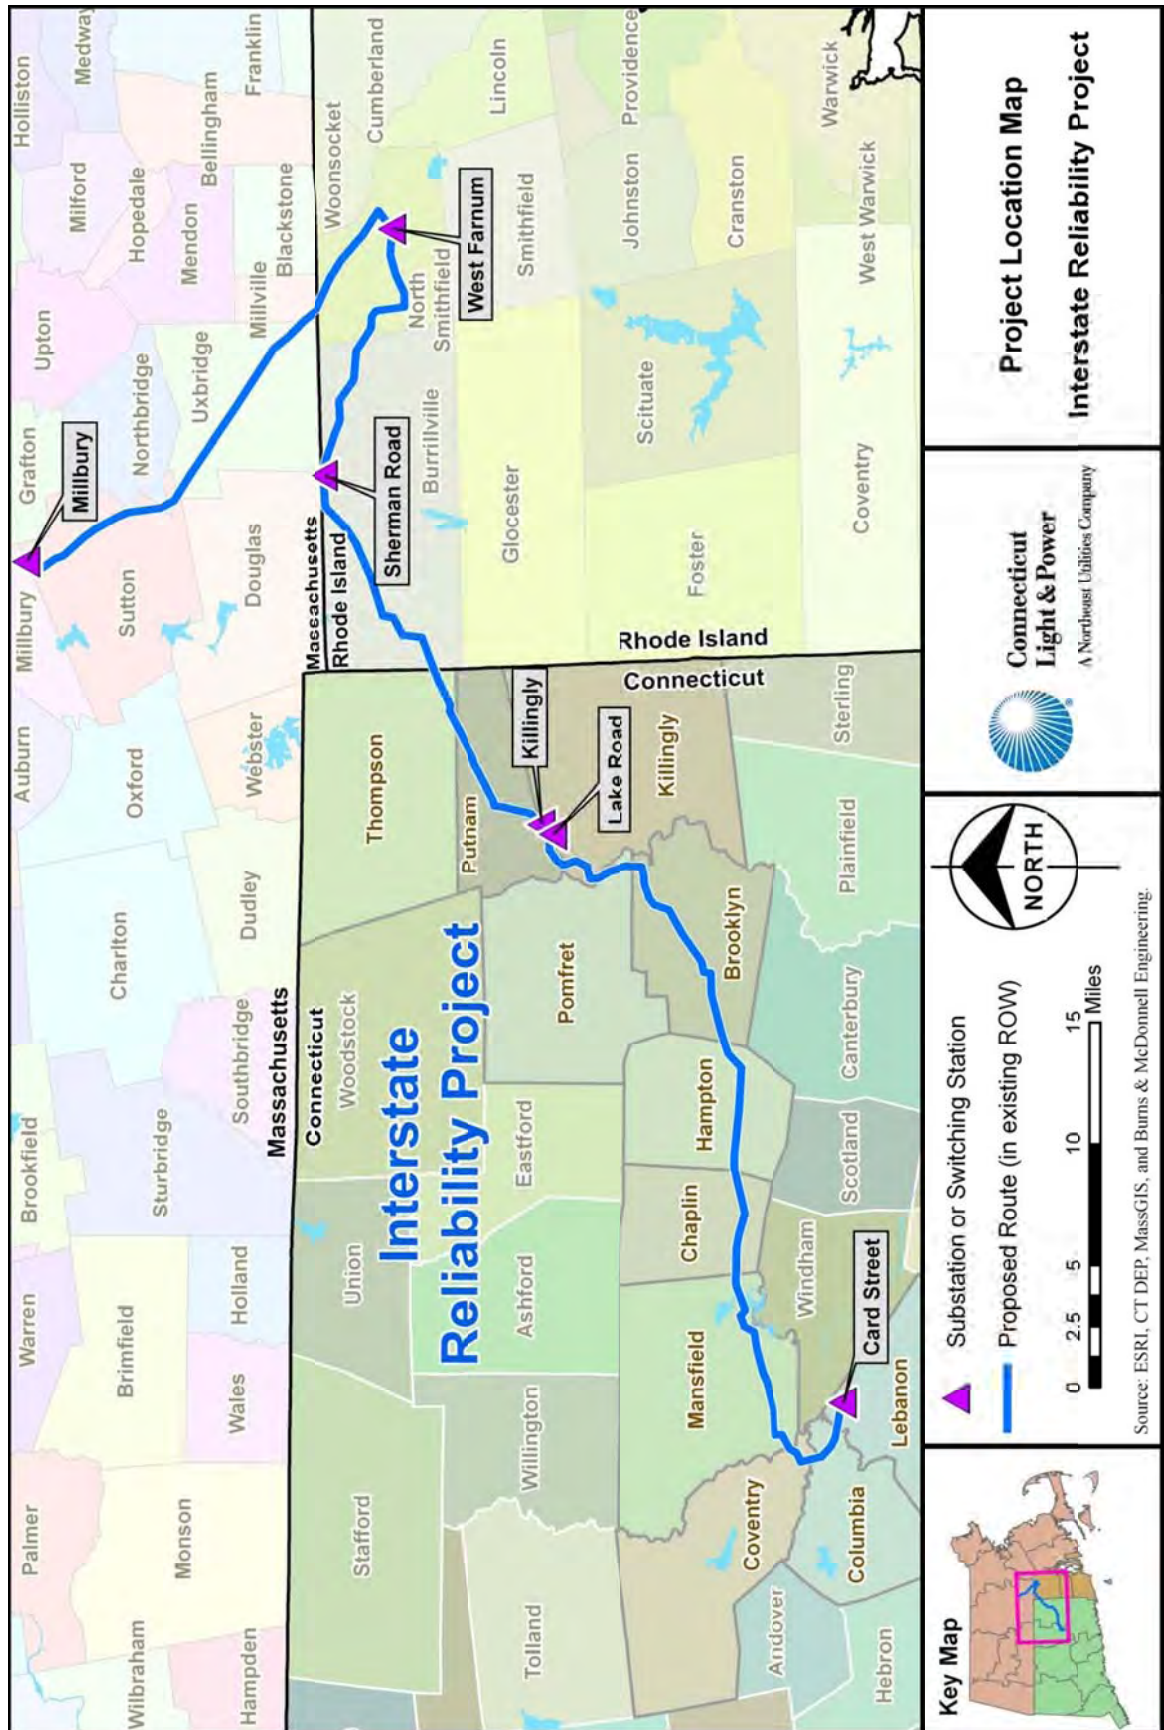 Palmer
Warren
Brookfield
Auburn
Millbury
Grafton
Millbury
Upton
Milford
Holliston
Medway
Wilbraham
Monson
Brimfield
Sturbridge
Charlton
Oxford
Sutton
Northbridge
Hopedale
Mendon
Bellingham
Franklin
Hampden
Wales
Holland
Southbridge
Dudley
Webster
Douglas
Uxbridge
Millville
Blackstone
Massachusetts
Connecticut
Massachusetts
Rhode Island
Woonsocket
Cumberland
Stafford
Union
Woodstock
Thompson
Sherman Road
Burrillville
North
Smithfield
West Farnum
Lincoln
Interstate
Reliability Project
Tolland
Willington
Ashford
Eastford
Pomfret
Putnam
Killingly
Lake Road
Glocester
Smithfield
Rhode Island
Connecticut
Killingly
Foster
Scituate
Johnston
Providence
Cranston
Andover
Coventry
Mansfield
Chaplin
Hampton
Brooklyn
Hebron
Columbia
Lebanon
Card Street
Windham
Scotland
Canterbury
Plainfield
Sterling
Coventry
West Warwick
Warwick
Key Map
Substation or Switching Station
Proposed Route (in existing ROW)
0 2.5 5 10 15
Miles
NORTH
Source: ESRI, CT DEP, MassGIS, and Burns & McDonnell Engineering.
Connecticut
Light & Power
A Northeast Utilities Company
®
Project Location Map
Interstate Reliability Project